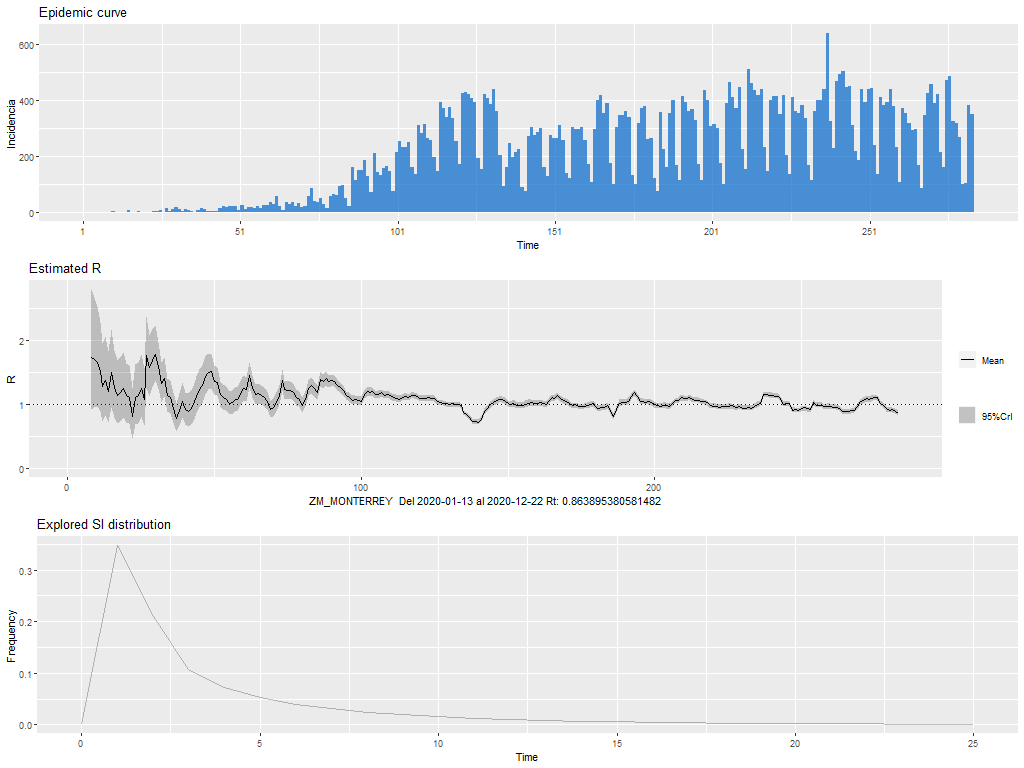 Epidemic curve
600
400
200
0
Incidencia
1 51 101 151 201 251
Time
Estimated R
2
1
0
R
0 100 200
Mean
95%CrI
ZM_MONTERREY Del 2020-01-13 al 2020-12-22 Rt: 0.863895380581482
Explored SI distribution
0.3
0.2
0.1
0.0
Frequency
0 5 10 15 20 25
Time